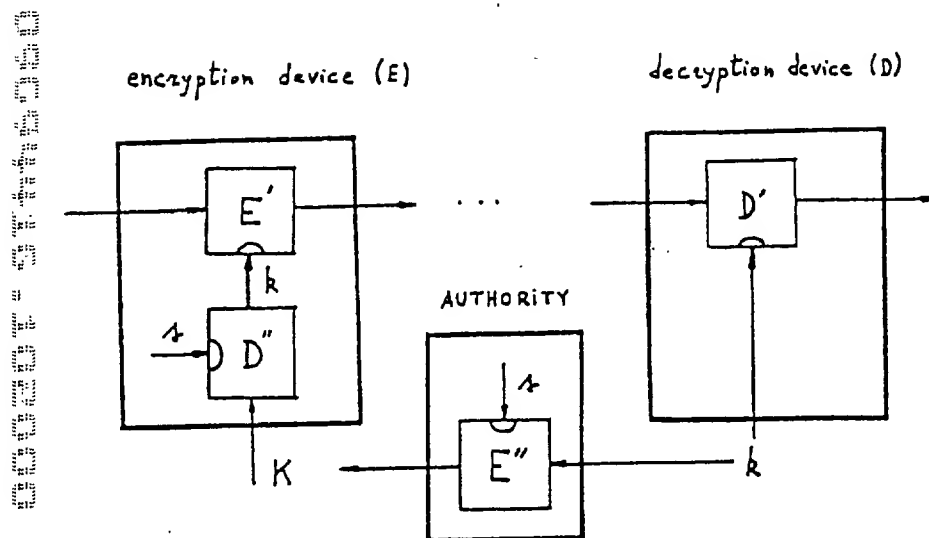 encryption device (E)
decryption device (D)
E'
...
D'
k
AUTHORITY
s
D"
s
E"
K
k